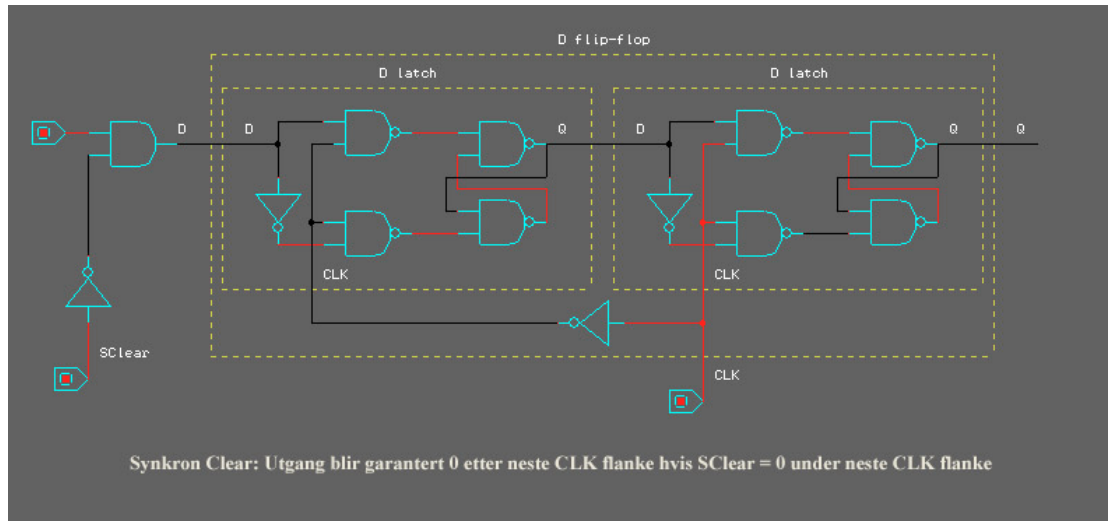 D flip-flop
D latch
D latch
D
D
Q
D
Q
Q
CLK
CLK
SClear
CLK
Synkron Clear: Utgang blir garantert 0 etter neste CLK flanke hvis SClear = 0 under neste CLK flanke